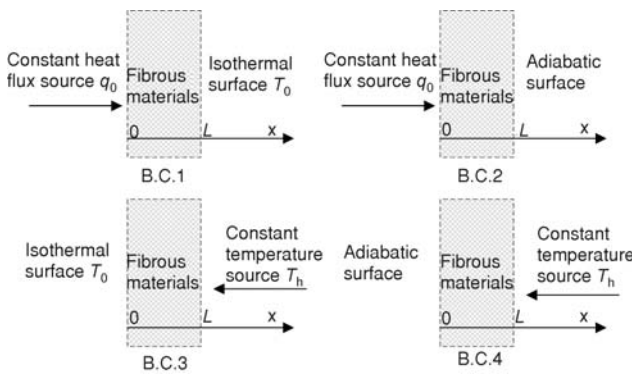 Constant heat
flux source q0
Fibrous
materials
Isothermal
surface T0
0 L x
B.C.1
Constant heat
flux source q0
Fibrous
materials
Adiabatic
surface
0 L x
B.C.2
Isothermal
surface T0
Fibrous
materials
Constant
temperature
source Th
0 L x
B.C.3
Adiabatic
surface
Fibrous
materials
Constant
temperature
source Th
0 L x
B.C.4